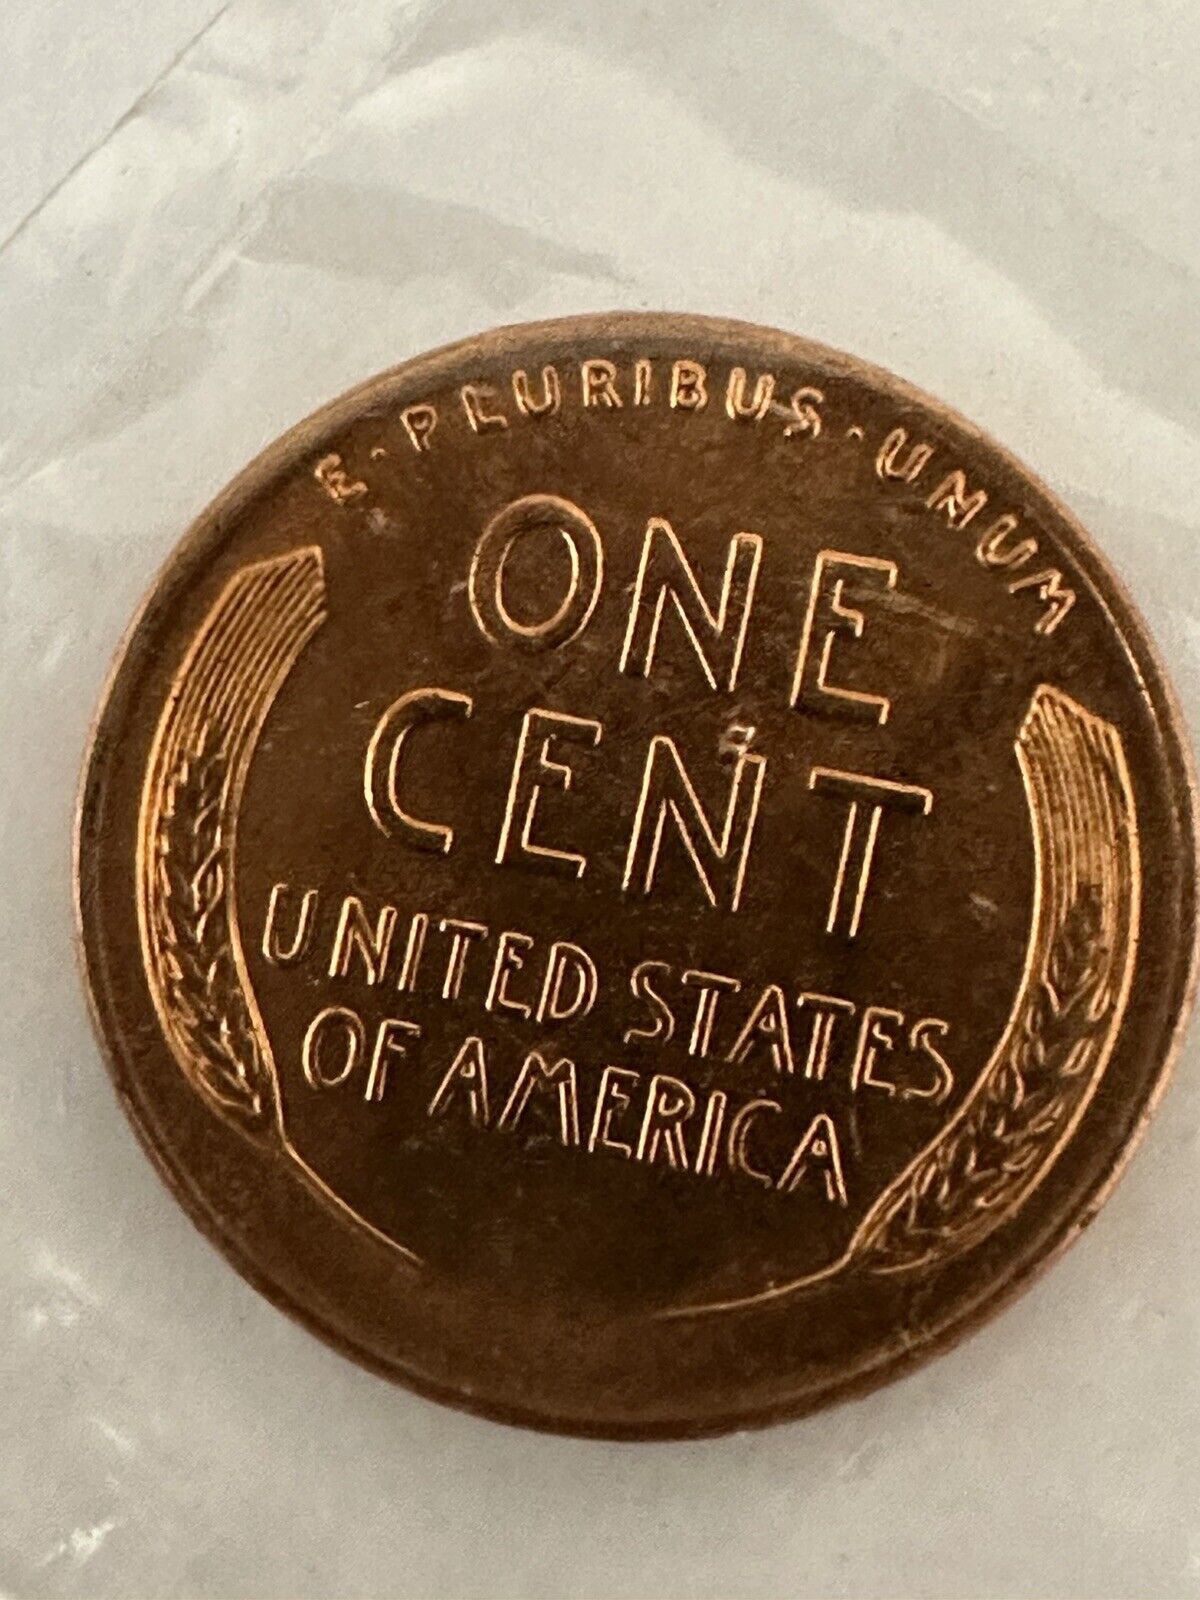 E·PLURIBUS·UNUM
ONE
CENT
UNITED STATES
OF AMERICA